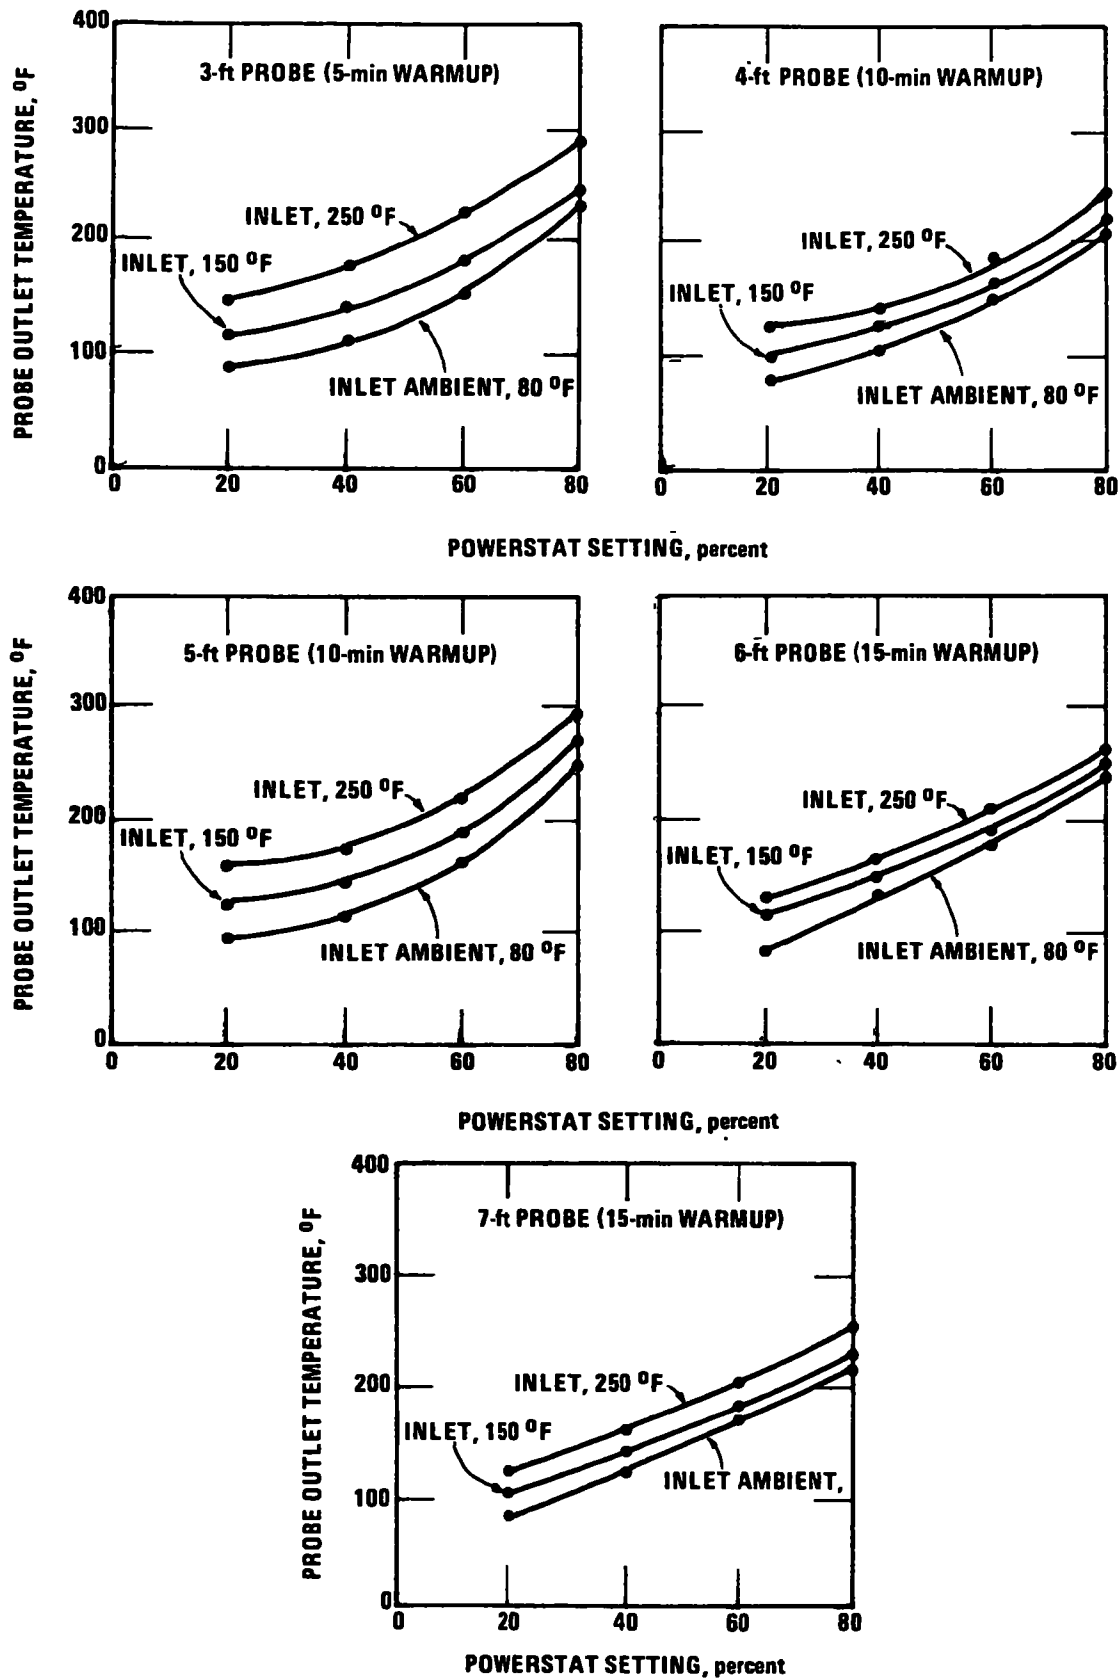 400
3-ft PROBE (5-min WARMUP)
300
INLET, 250 °F
200
INLET, 150 °F
100
INLET AMBIENT, 80 °F
0
0 20 40 60 80
PROBE OUTLET TEMPERATURE, °F
4-ft PROBE (10-min WARMUP)
INLET, 250 °F
INLET, 150 °F
INLET AMBIENT, 80 °F
0 20 40 60 80
POWERSTAT SETTING, percent
400
5-ft PROBE (10-min WARMUP)
300
INLET, 250 °F
200
INLET, 150 °F
100
INLET AMBIENT, 80 °F
0
0 20 40 60 80
PROBE OUTLET TEMPERATURE, °F
6-ft PROBE (15-min WARMUP)
INLET, 250 °F
INLET, 150 °F
INLET AMBIENT, 80 °F
0 20 40 60 80
POWERSTAT SETTING, percent
400
7-ft PROBE (15-min WARMUP)
300
INLET, 250 °F
200
INLET, 150 °F
INLET AMBIENT,
100
0
0 20 40 60 80
PROBE OUTLET TEMPERATURE, °F
POWERSTAT SETTING, percent